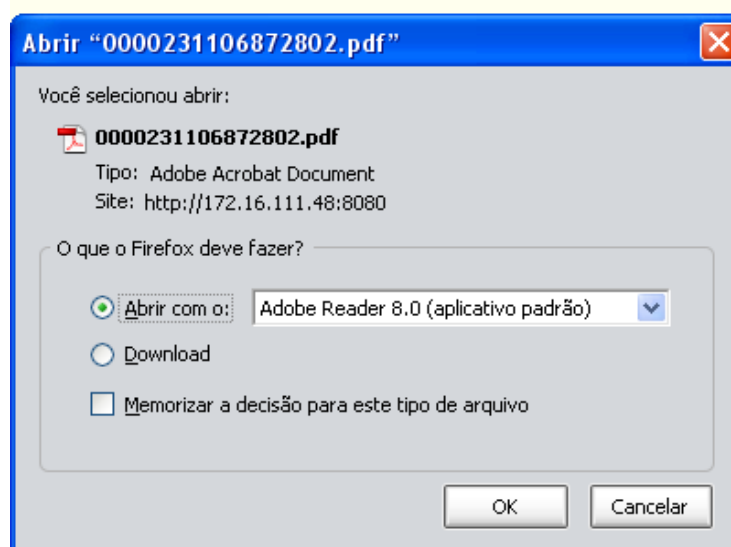 Abrir “0000231106872802.pdf”
Você selecionou abrir:
0000231106872802.pdf
Tipo: Adobe Acrobat Document
Site: http://172.16.111.48:8080
O que o Firefox deve fazer?
Abrir com o: Adobe Reader 8.0 (aplicativo padrão)
Download
Memorizar a decisão para este tipo de arquivo
OK Cancelar